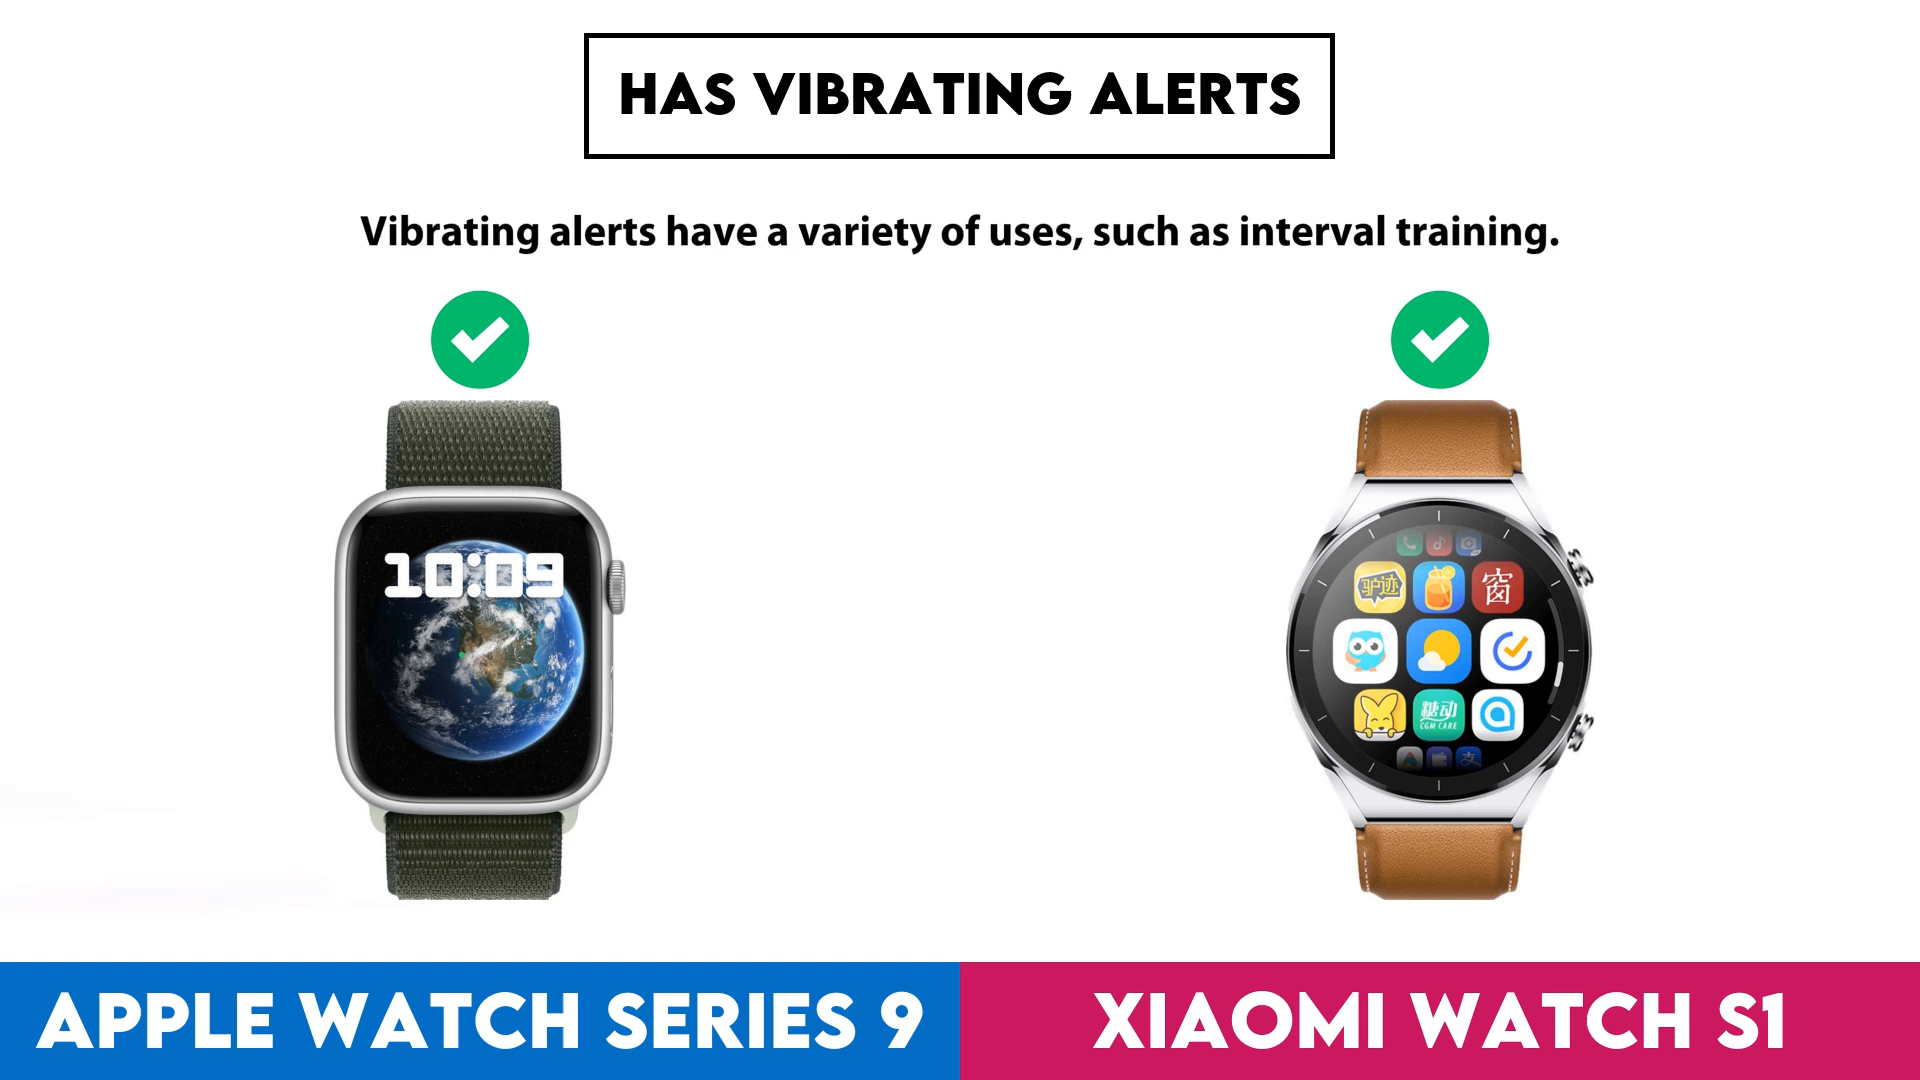 HAS VIBRATING ALERTS
Vibrating alerts have a variety of uses, such as interval training.
10:09
驴迹
窗
糖动
CGM CARE
支
APPLE WATCH SERIES 9
XIAOMI WATCH S1